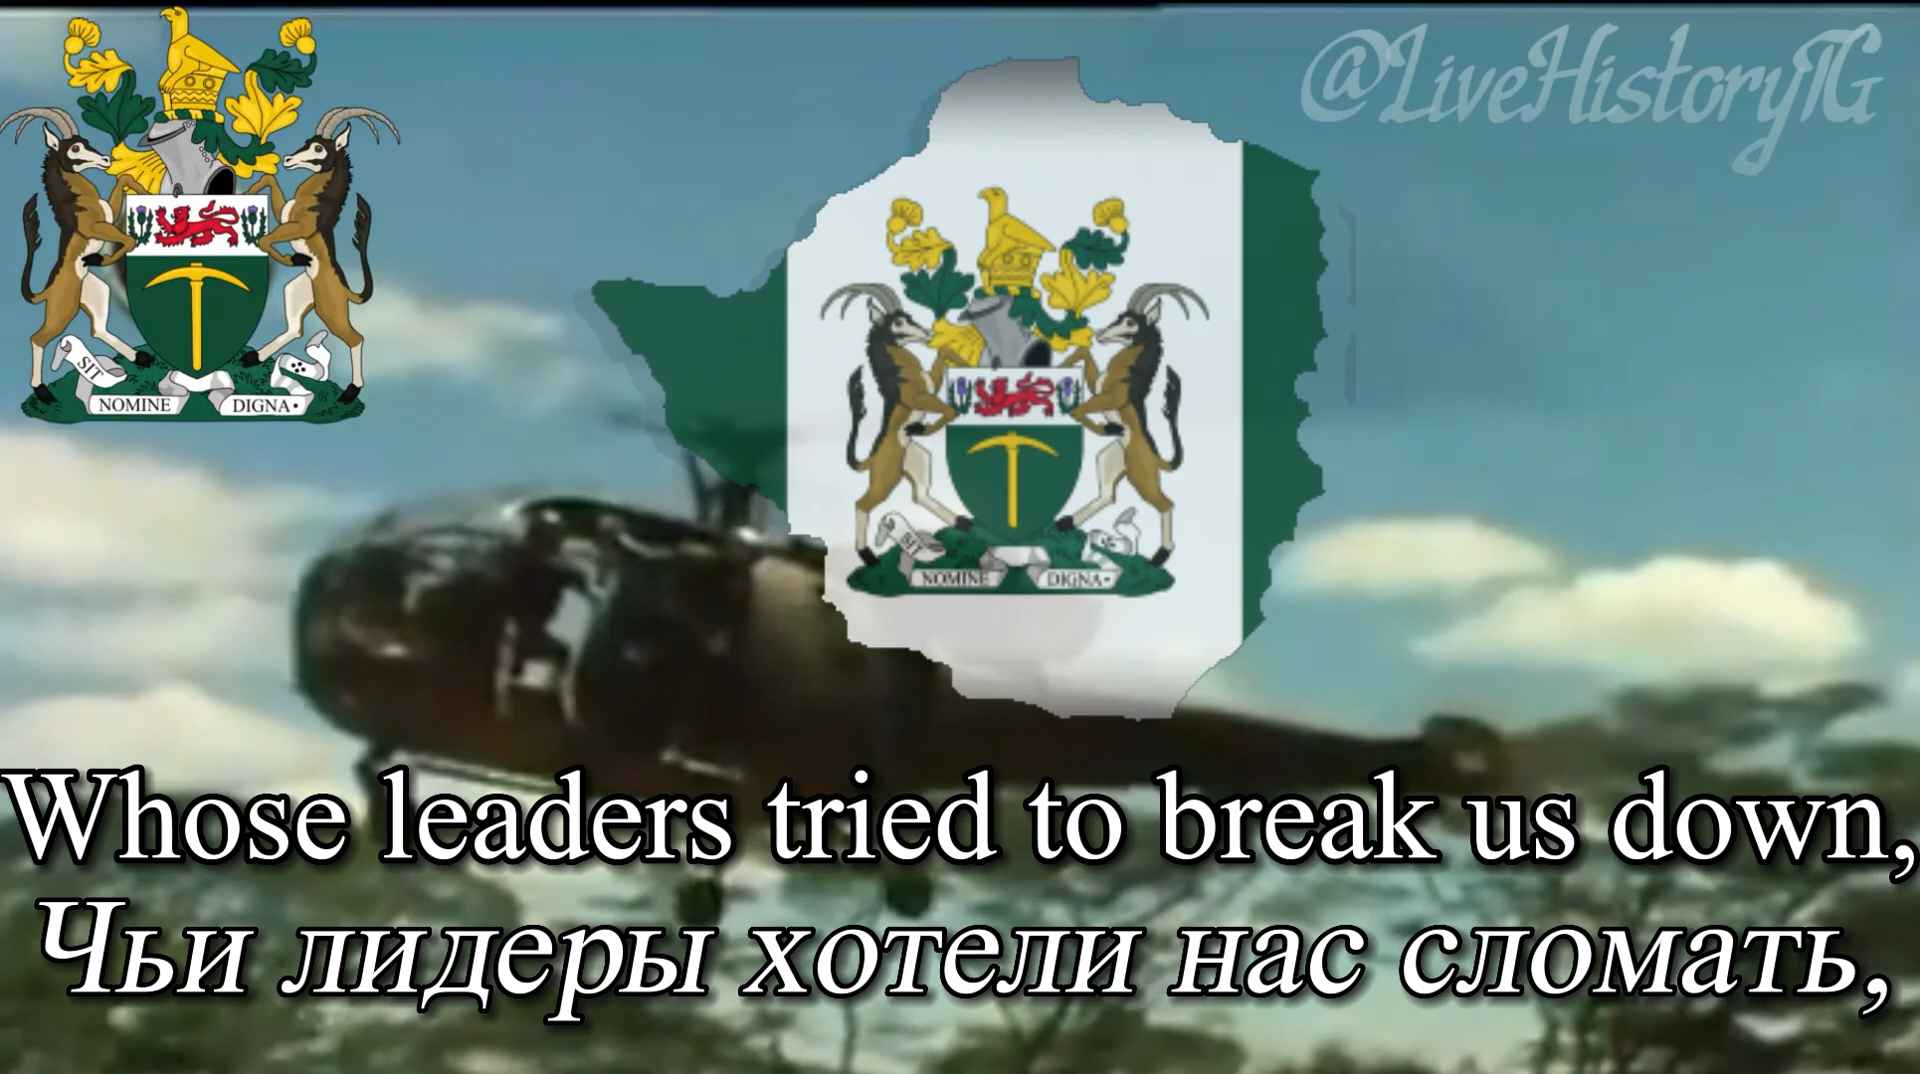 @LiveHistoryTG
SIT
NOMINE
DIGNA•
SIT
NOMINE
DIGNA•
Whose leaders tried to break us down,
Чьи лидеры хотели нас сломать,